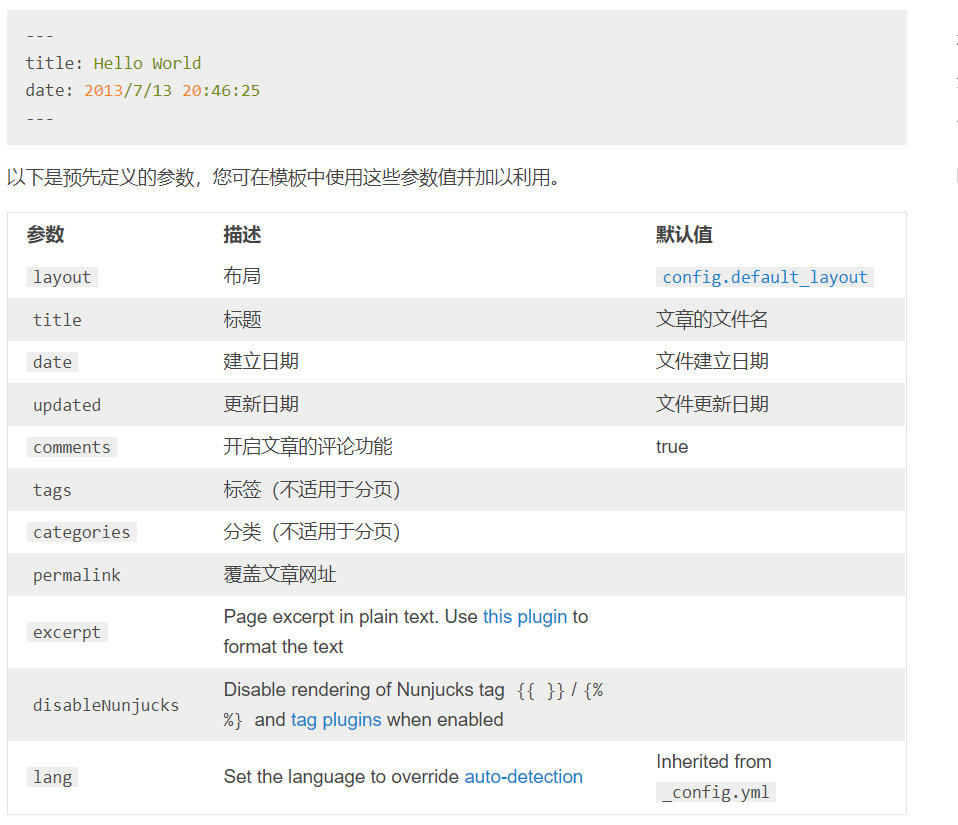 ---
title: Hello World
date: 2013/7/13 20:46:25
---
以下是预先定义的参数，您可在模板中使用这些参数值并加以利用。
参数 描述 默认值
layout 布局 config.default_layout
title 标题 文章的文件名
date 建立日期 文件建立日期
updated 更新日期 文件更新日期
comments 开启文章的评论功能 true
tags 标签（不适用于分页）
categories 分类（不适用于分页）
permalink 覆盖文章网址
excerpt Page excerpt in plain text. Use this plugin to
format the text
disableNunjucks Disable rendering of Nunjucks tag {{ }} / {%
%} and tag plugins when enabled
lang Set the language to override auto-detection Inherited from
_config.yml